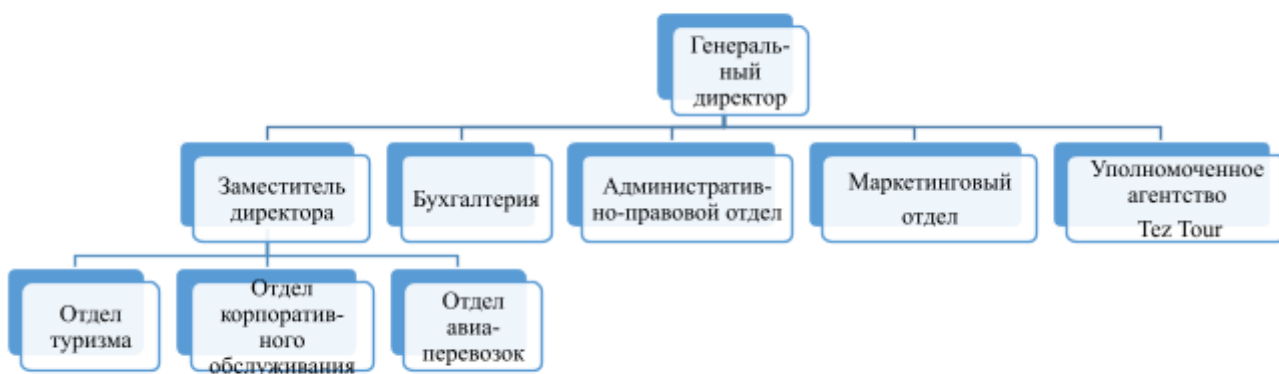 Генераль-
ный
директор
Заместитель
директора
Бухгалтерия
Административ-
но-правовой отдел
Маркетинговый
отдел
Уполномоченное
агентство
Tez Tour
Отдел
туризма
Отдел
корпоратив-
ного
обслуживания
Отдел
авиа-
перевозок